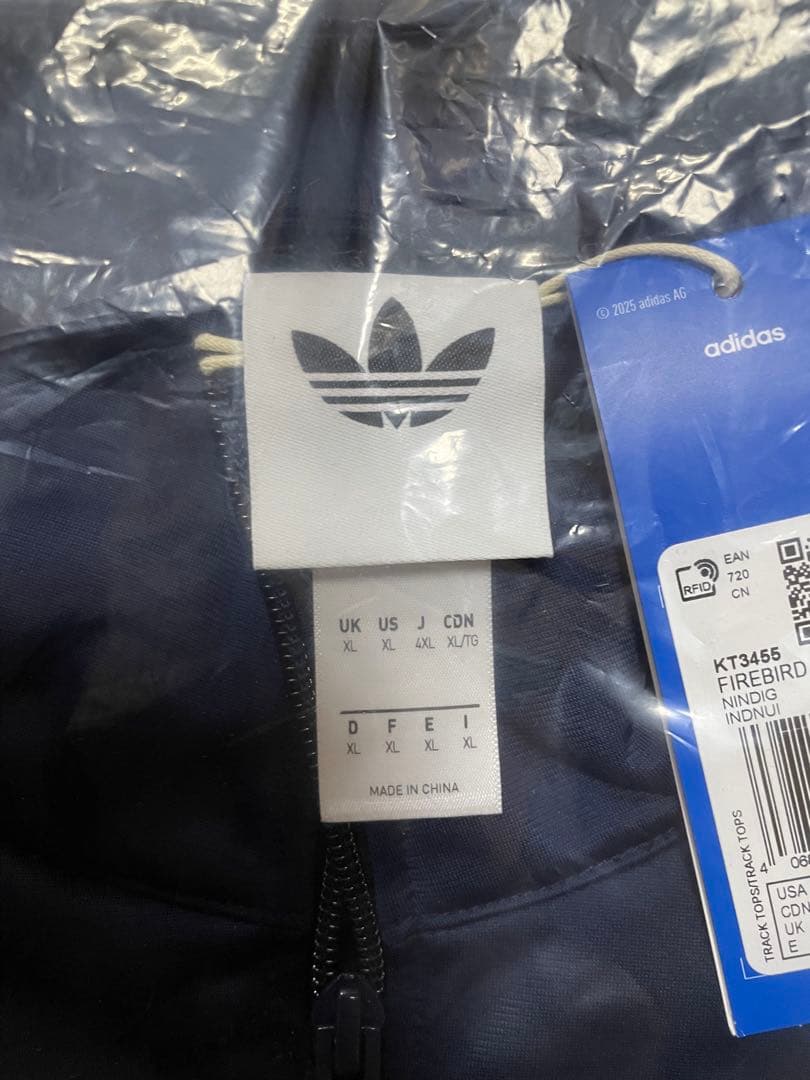 © 2025 adidas AG
adidas
UK US J CDN
XL XL 4XL XL/TG
D F E I
XL XL XL XL
MADE IN CHINA
RFID
EAN
720
CN
KT3455
FIREBIRD
NINDIG
INDNUI
TRACK TOPS/TRACK TOPS
4
USA
CDN
UK
E